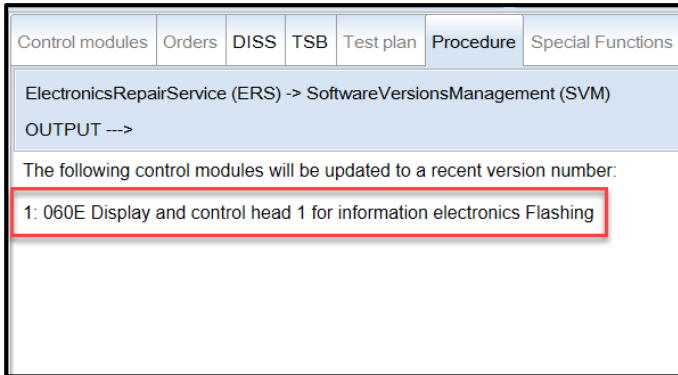 Control modules Orders DISS TSB Test plan Procedure Special Functions
ElectronicsRepairService (ERS) -> SoftwareVersionsManagement (SVM)
OUTPUT --->
The following control modules will be updated to a recent version number:
1: 060E Display and control head 1 for information electronics Flashing